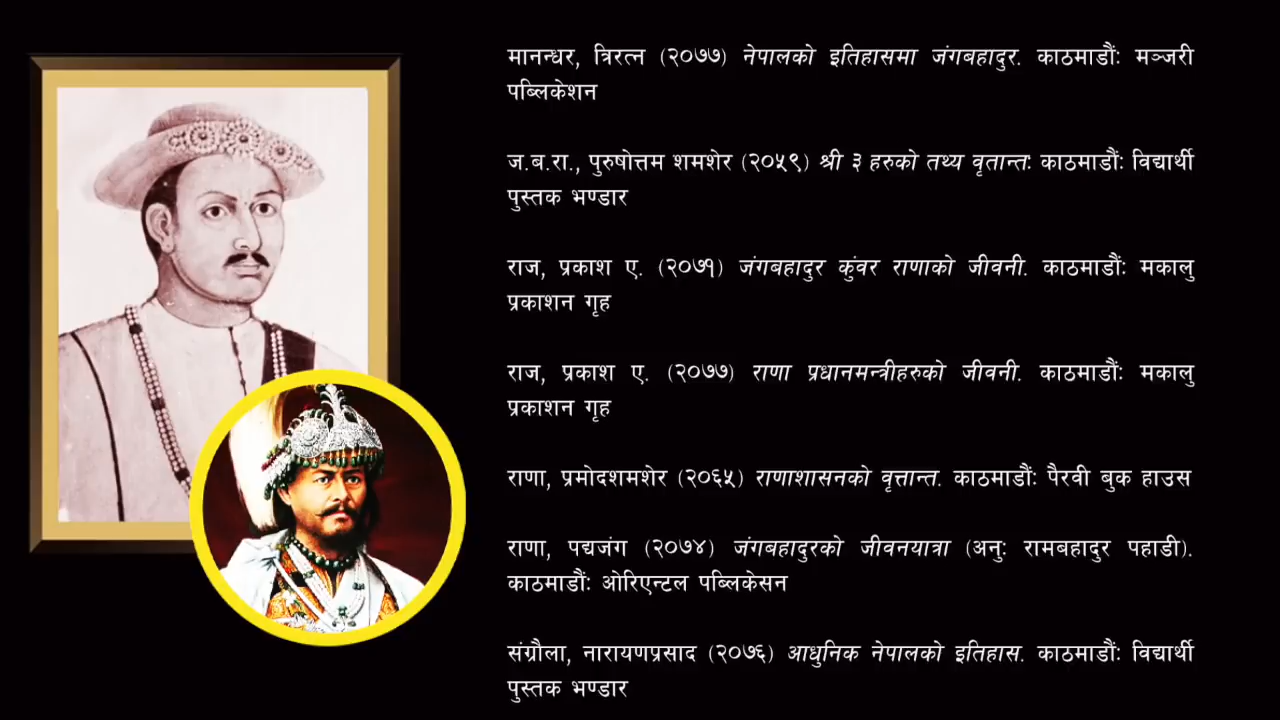 मानन्धर, त्रिरत्न (२०७७) नेपालको इतिहासमा जंगबहादुर. काठमाडौंः मञ्जरी
पब्लिकेशन
ज.ब.रा., पुरुषोत्तम शमशेर (२०५९) श्री ३ हरुको तथ्य वृतान्तः काठमाडौंः विद्यार्थी
पुस्तक भण्डार
राज, प्रकाश ए. (२०७१) जंगबहादुर कुंवर राणाको जीवनी. काठमाडौंः मकालु
प्रकाशन गृह
राज, प्रकाश ए. (२०७७) राणा प्रधानमन्त्रीहरुको जीवनी. काठमाडौंः मकालु
प्रकाशन गृह
राणा, प्रमोदशमशेर (२०६५) राणाशासनको वृत्तान्त. काठमाडौंः पैरवी बुक हाउस
राणा, पद्यजंग (२०७४) जंगबहादुरको जीवनयात्रा (अनुः रामबहादुर पहाडी).
काठमाडौंः ओरिएन्टल पब्लिकेसन
संग्रौला, नारायणप्रसाद (२०७६) आधुनिक नेपालको इतिहास. काठमाडौंः विद्यार्थी
पुस्तक भण्डार